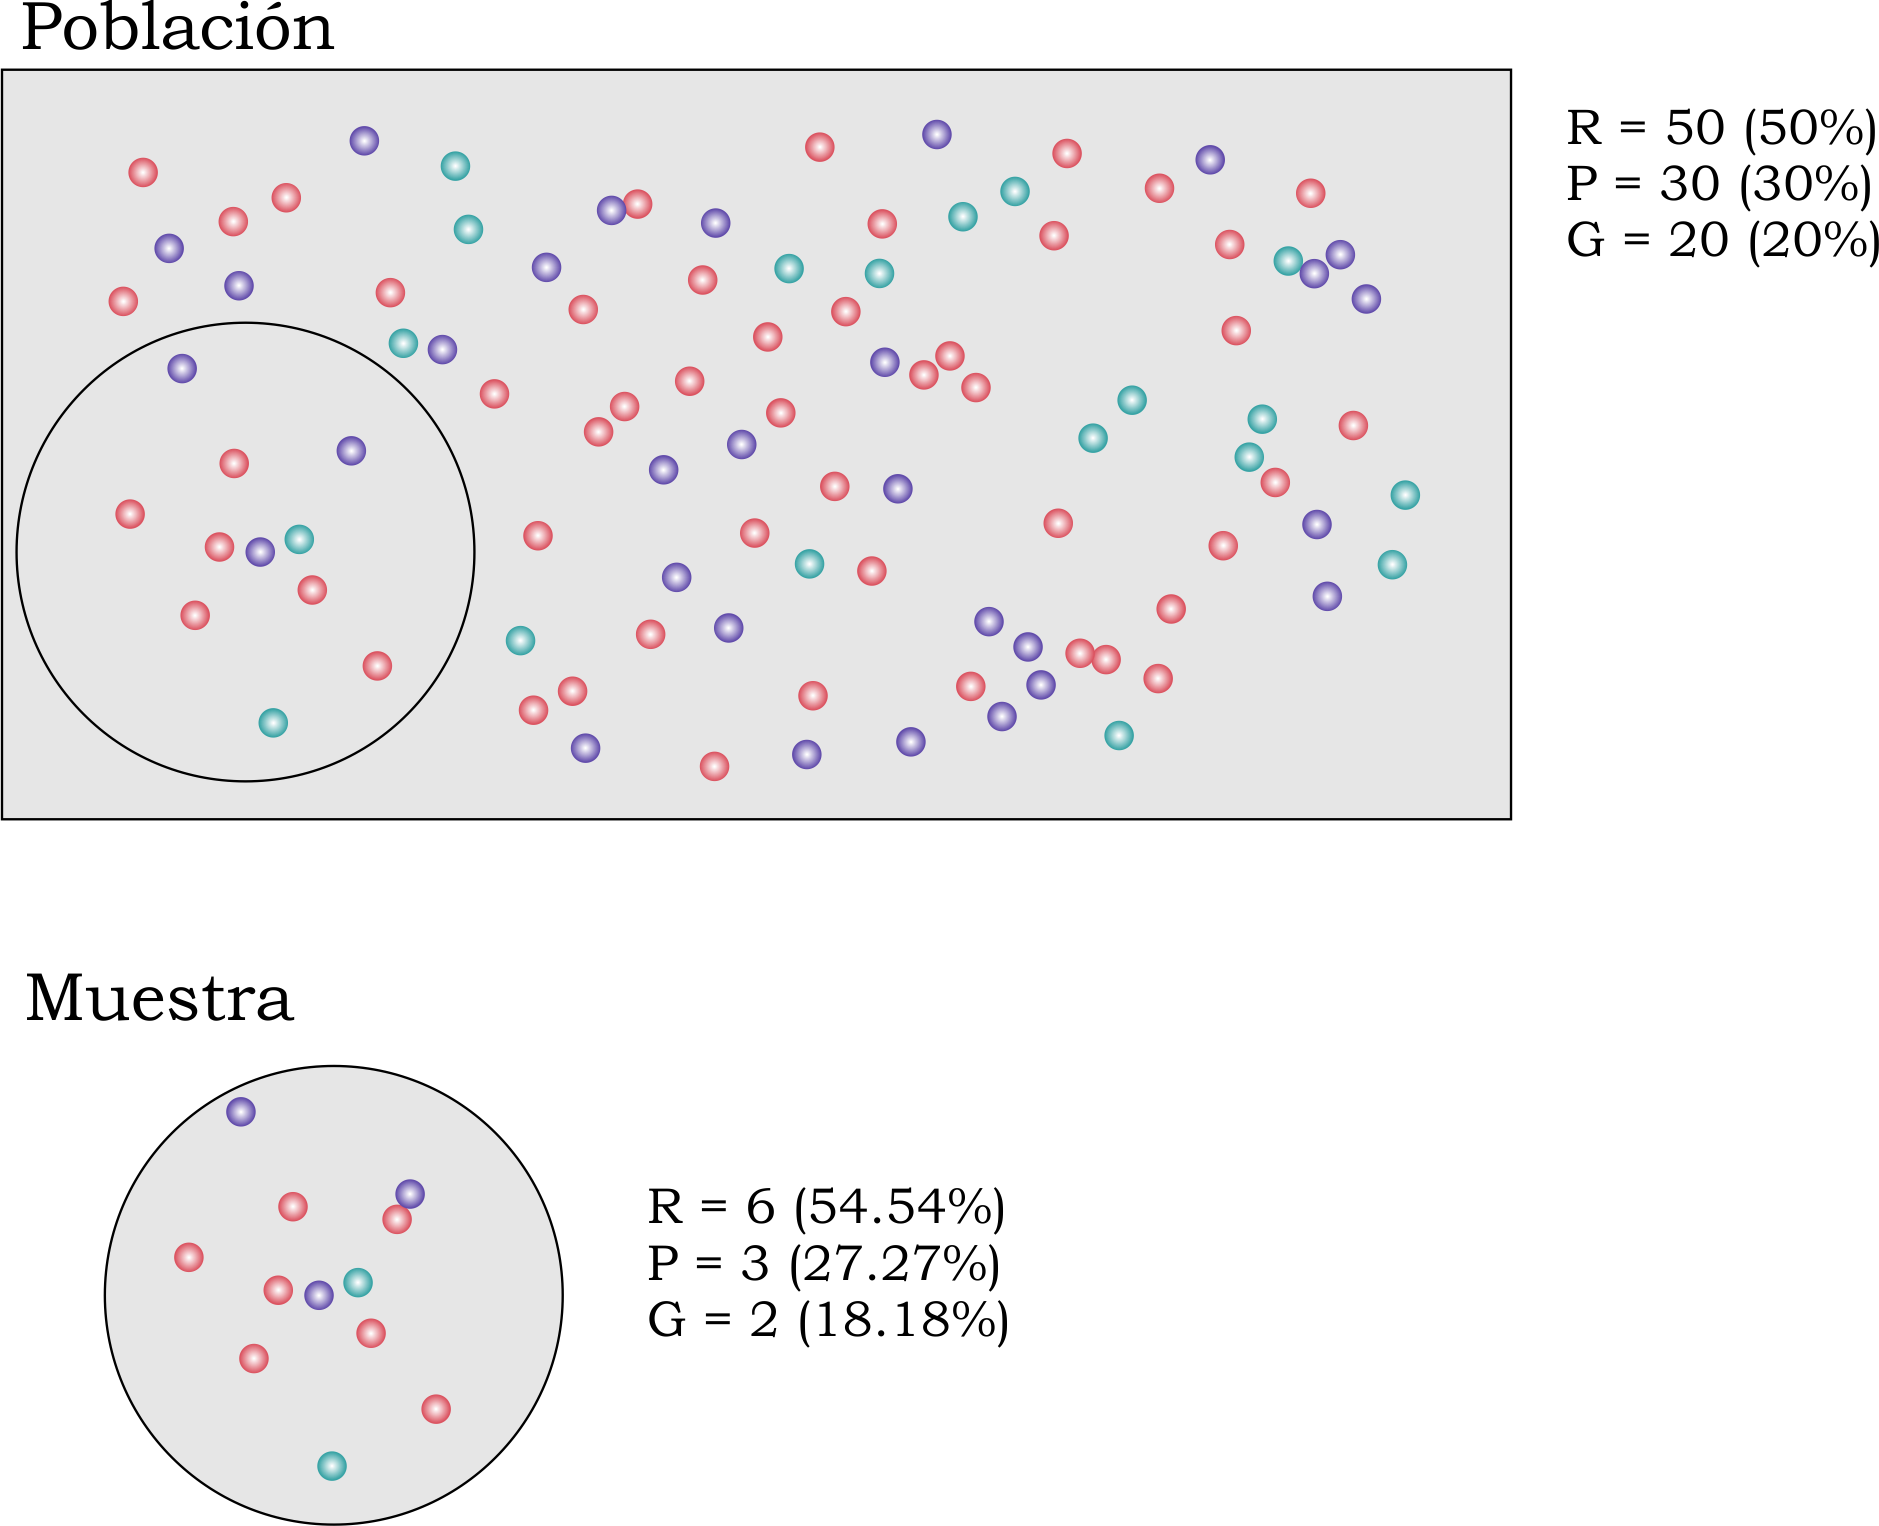 Población
R = 50 (50%)
P = 30 (30%)
G = 20 (20%)
Muestra
R = 6 (54.54%)
P = 3 (27.27%)
G = 2 (18.18%)